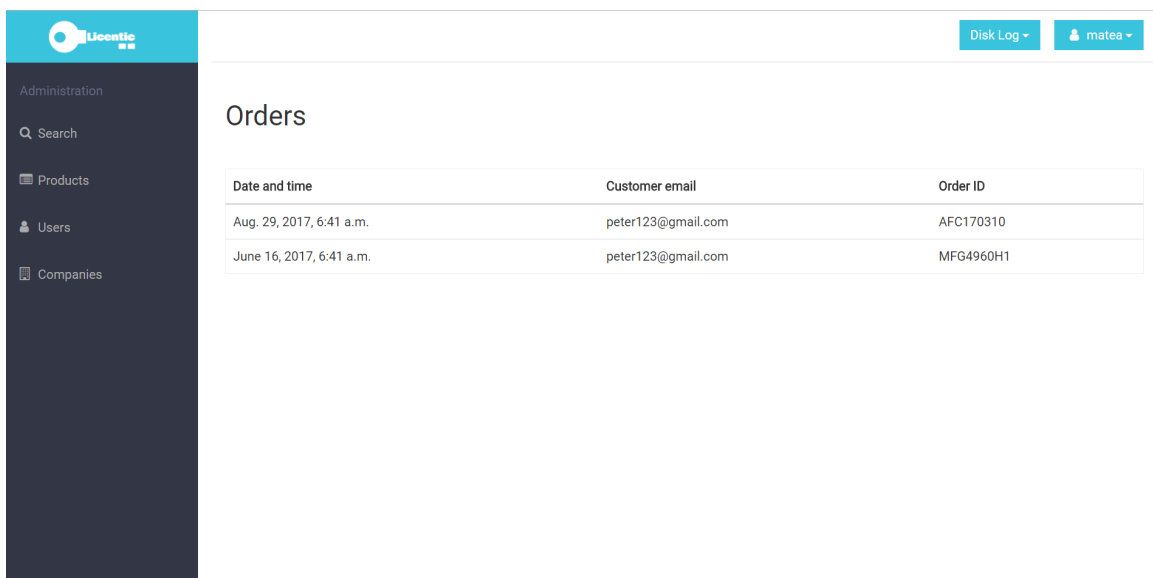 Licentic
Disk Log
matea
Administration
Search
Products
Users
Companies
Orders
Date and time Customer email Order ID
Aug. 29, 2017, 6:41 a.m. peter123@gmail.com AFC170310
June 16, 2017, 6:41 a.m. peter123@gmail.com MFG4960H1